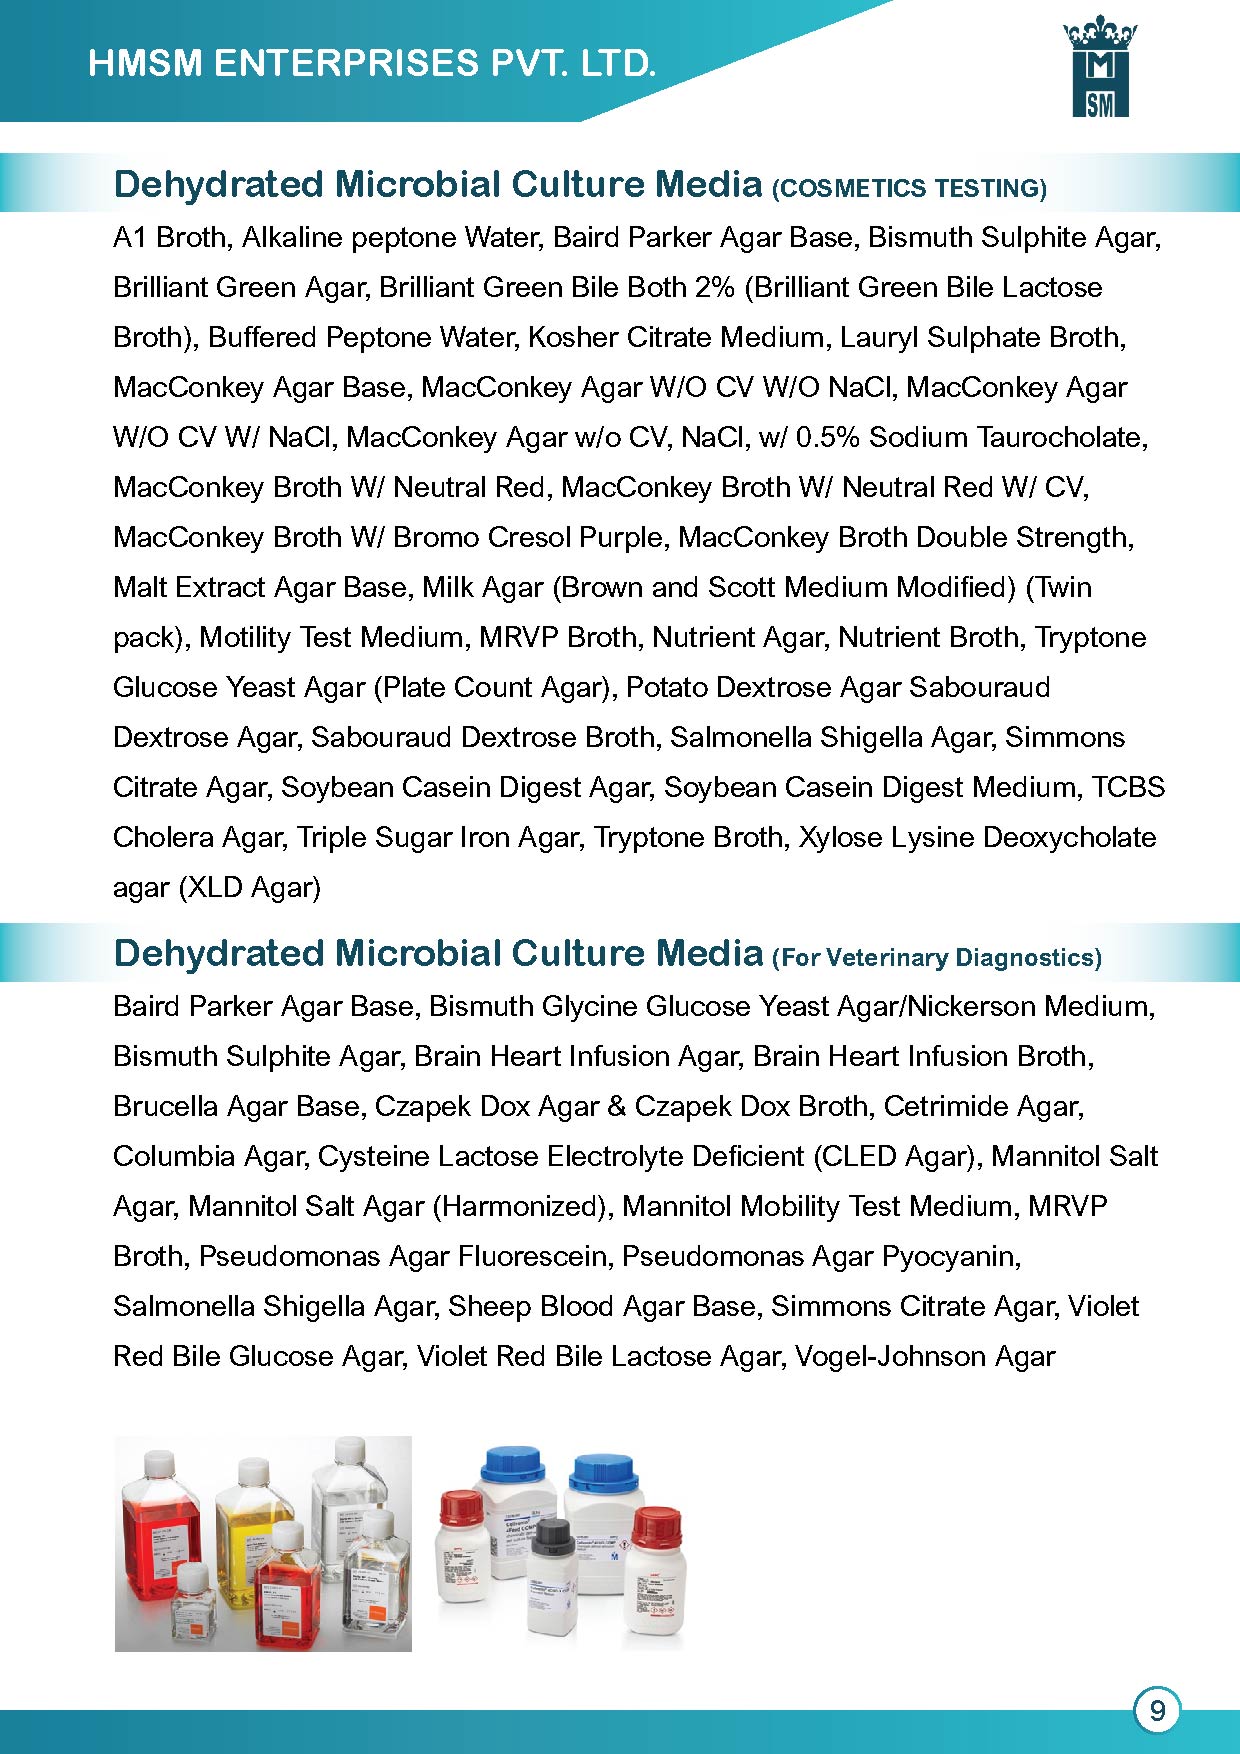 HMSM ENTERPRISES PVT. LTD.
M
SM
Dehydrated Microbial Culture Media (COSMETICS TESTING)
A1 Broth, Alkaline peptone Water, Baird Parker Agar Base, Bismuth Sulphite Agar,
Brilliant Green Agar, Brilliant Green Bile Both 2% (Brilliant Green Bile Lactose
Broth), Buffered Peptone Water, Kosher Citrate Medium, Lauryl Sulphate Broth,
MacConkey Agar Base, MacConkey Agar W/O CV W/O NaCl, MacConkey Agar
W/O CV W/ NaCl, MacConkey Agar w/o CV, NaCl, w/ 0.5% Sodium Taurocholate,
MacConkey Broth W/ Neutral Red, MacConkey Broth W/ Neutral Red W/ CV,
MacConkey Broth W/ Bromo Cresol Purple, MacConkey Broth Double Strength,
Malt Extract Agar Base, Milk Agar (Brown and Scott Medium Modified) (Twin
pack), Motility Test Medium, MRVP Broth, Nutrient Agar, Nutrient Broth, Tryptone
Glucose Yeast Agar (Plate Count Agar), Potato Dextrose Agar Sabouraud
Dextrose Agar, Sabouraud Dextrose Broth, Salmonella Shigella Agar, Simmons
Citrate Agar, Soybean Casein Digest Agar, Soybean Casein Digest Medium, TCBS
Cholera Agar, Triple Sugar Iron Agar, Tryptone Broth, Xylose Lysine Deoxycholate
agar (XLD Agar)
Dehydrated Microbial Culture Media (For Veterinary Diagnostics)
Baird Parker Agar Base, Bismuth Glycine Glucose Yeast Agar/Nickerson Medium,
Bismuth Sulphite Agar, Brain Heart Infusion Agar, Brain Heart Infusion Broth,
Brucella Agar Base, Czapek Dox Agar & Czapek Dox Broth, Cetrimide Agar,
Columbia Agar, Cysteine Lactose Electrolyte Deficient (CLED Agar), Mannitol Salt
Agar, Mannitol Salt Agar (Harmonized), Mannitol Mobility Test Medium, MRVP
Broth, Pseudomonas Agar Fluorescein, Pseudomonas Agar Pyocyanin,
Salmonella Shigella Agar, Sheep Blood Agar Base, Simmons Citrate Agar, Violet
Red Bile Glucose Agar, Violet Red Bile Lactose Agar, Vogel-Johnson Agar
9